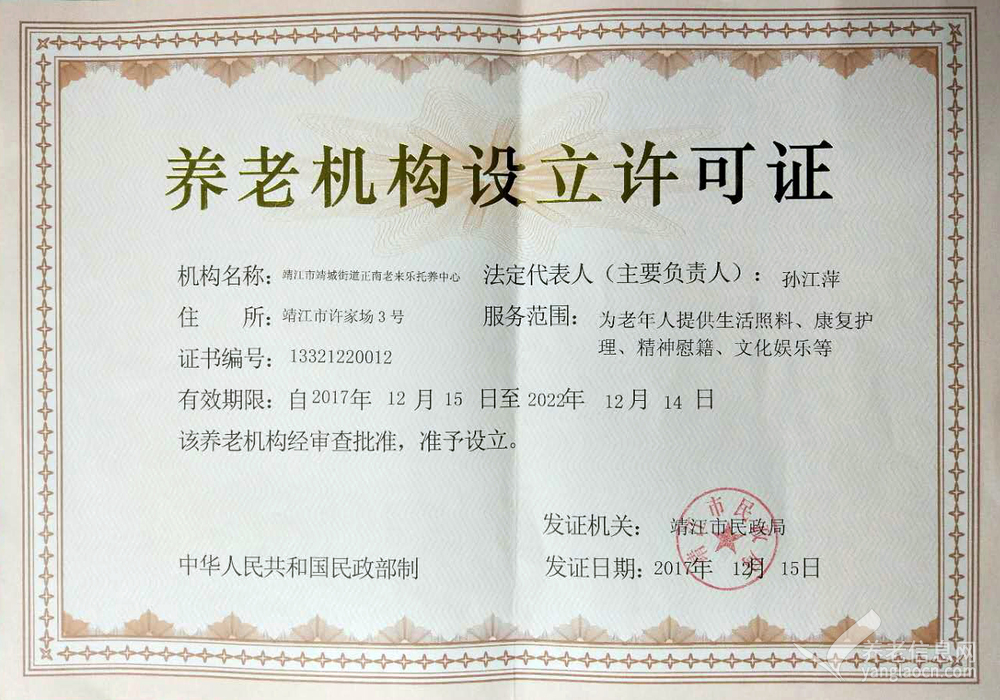 养老机构设立许可证
机构名称：靖江市靖城街道正南老来乐托养中心
法定代表人（主要负责人）：孙江萍
住　　所：靖江市许家场3号
服务范围：为老年人提供生活照料、康复护
理、精神慰籍、文化娱乐等
证书编号：13321220012
有效期限：自2017年 12月15 日至2022年 12月 14 日
该养老机构经审查批准，准予设立。
发证机关：靖江市民政局
中华人民共和国民政部制
发证日期：2017年 12月 15日
养老信息网
yanglaocn.com